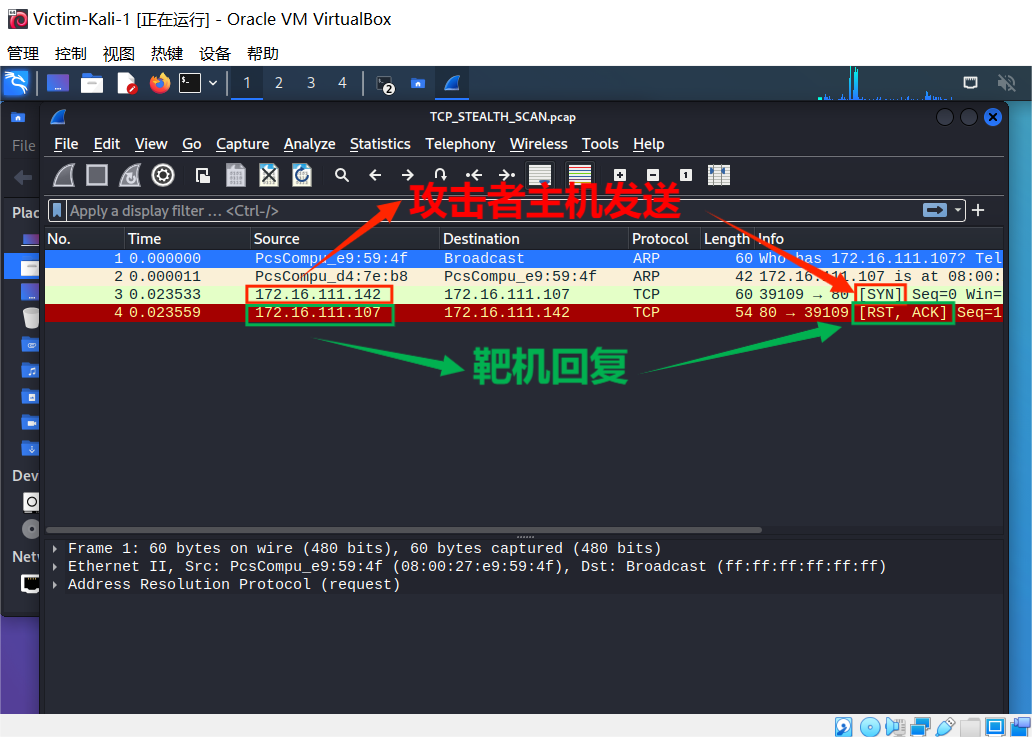 Victim-Kali-1 [正在运行] - Oracle VM VirtualBox
管理 控制 视图 热键 设备 帮助
1 2 3 4 2
TCP_STEALTH_SCAN.pcap
File
File Edit View Go Capture Analyze Statistics Telephony Wireless Tools Help
攻击者主机发送
Plac
Apply a display filter ... <Ctrl-/>
No. Time Source Destination Protocol Length Info
1 0.000000 PcsCompu_e9:59:4f Broadcast ARP 60 Who has 172.16.111.107? Tel
2 0.000011 PcsCompu_d4:7e:b8 PcsCompu_e9:59:4f ARP 42 172.16.111.107 is at 08:00:
3 0.023533 172.16.111.142 172.16.111.107 TCP 60 39109 → 80 [SYN] Seq=0 Win=
4 0.023559 172.16.111.107 172.16.111.142 TCP 54 80 → 39109 [RST, ACK] Seq=1
靶机回复
Dev
Netw
Frame 1: 60 bytes on wire (480 bits), 60 bytes captured (480 bits)
Ethernet II, Src: PcsCompu_e9:59:4f (08:00:27:e9:59:4f), Dst: Broadcast (ff:ff:ff:ff:ff:ff)
Address Resolution Protocol (request)